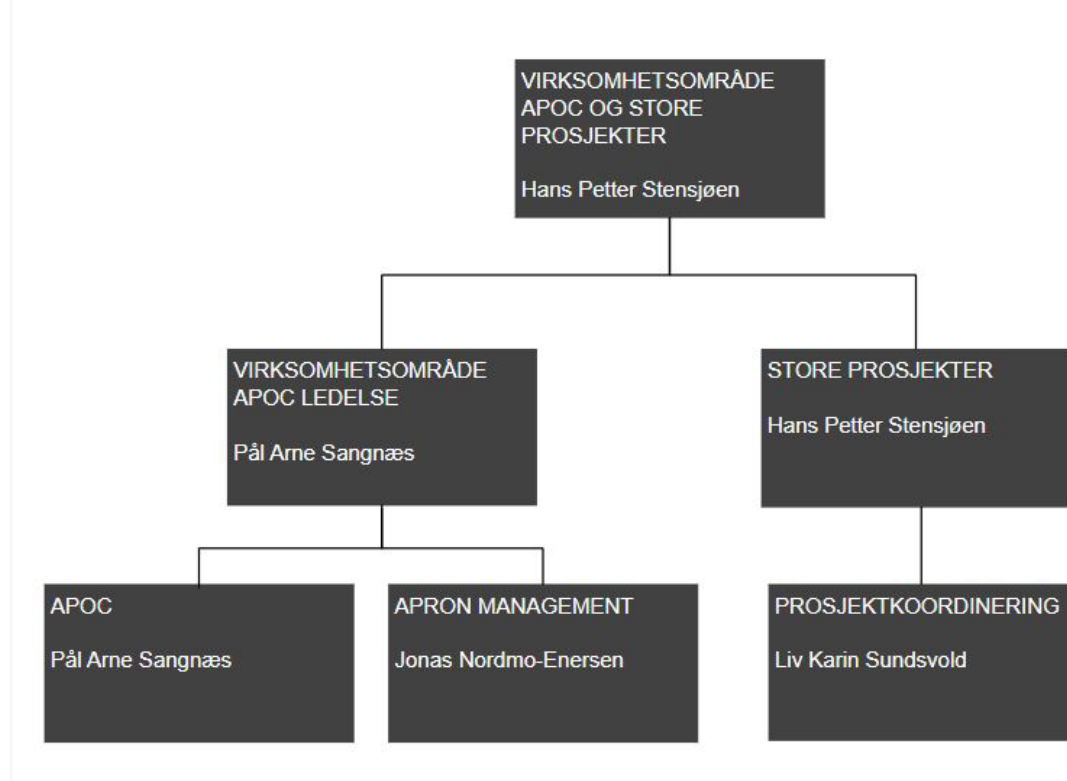 VIRKSOMHETSOMRÅDE
APOC OG STORE
PROSJEKTER
Hans Petter Stensjøen
VIRKSOMHETSOMRÅDE
APOC LEDELSE
Pål Arne Sangnæs
STORE PROSJEKTER
Hans Petter Stensjøen
APOC
Pål Arne Sangnæs
APRON MANAGEMENT
Jonas Nordmo-Enersen
PROSJEKTKOORDINERING
Liv Karin Sundsvold